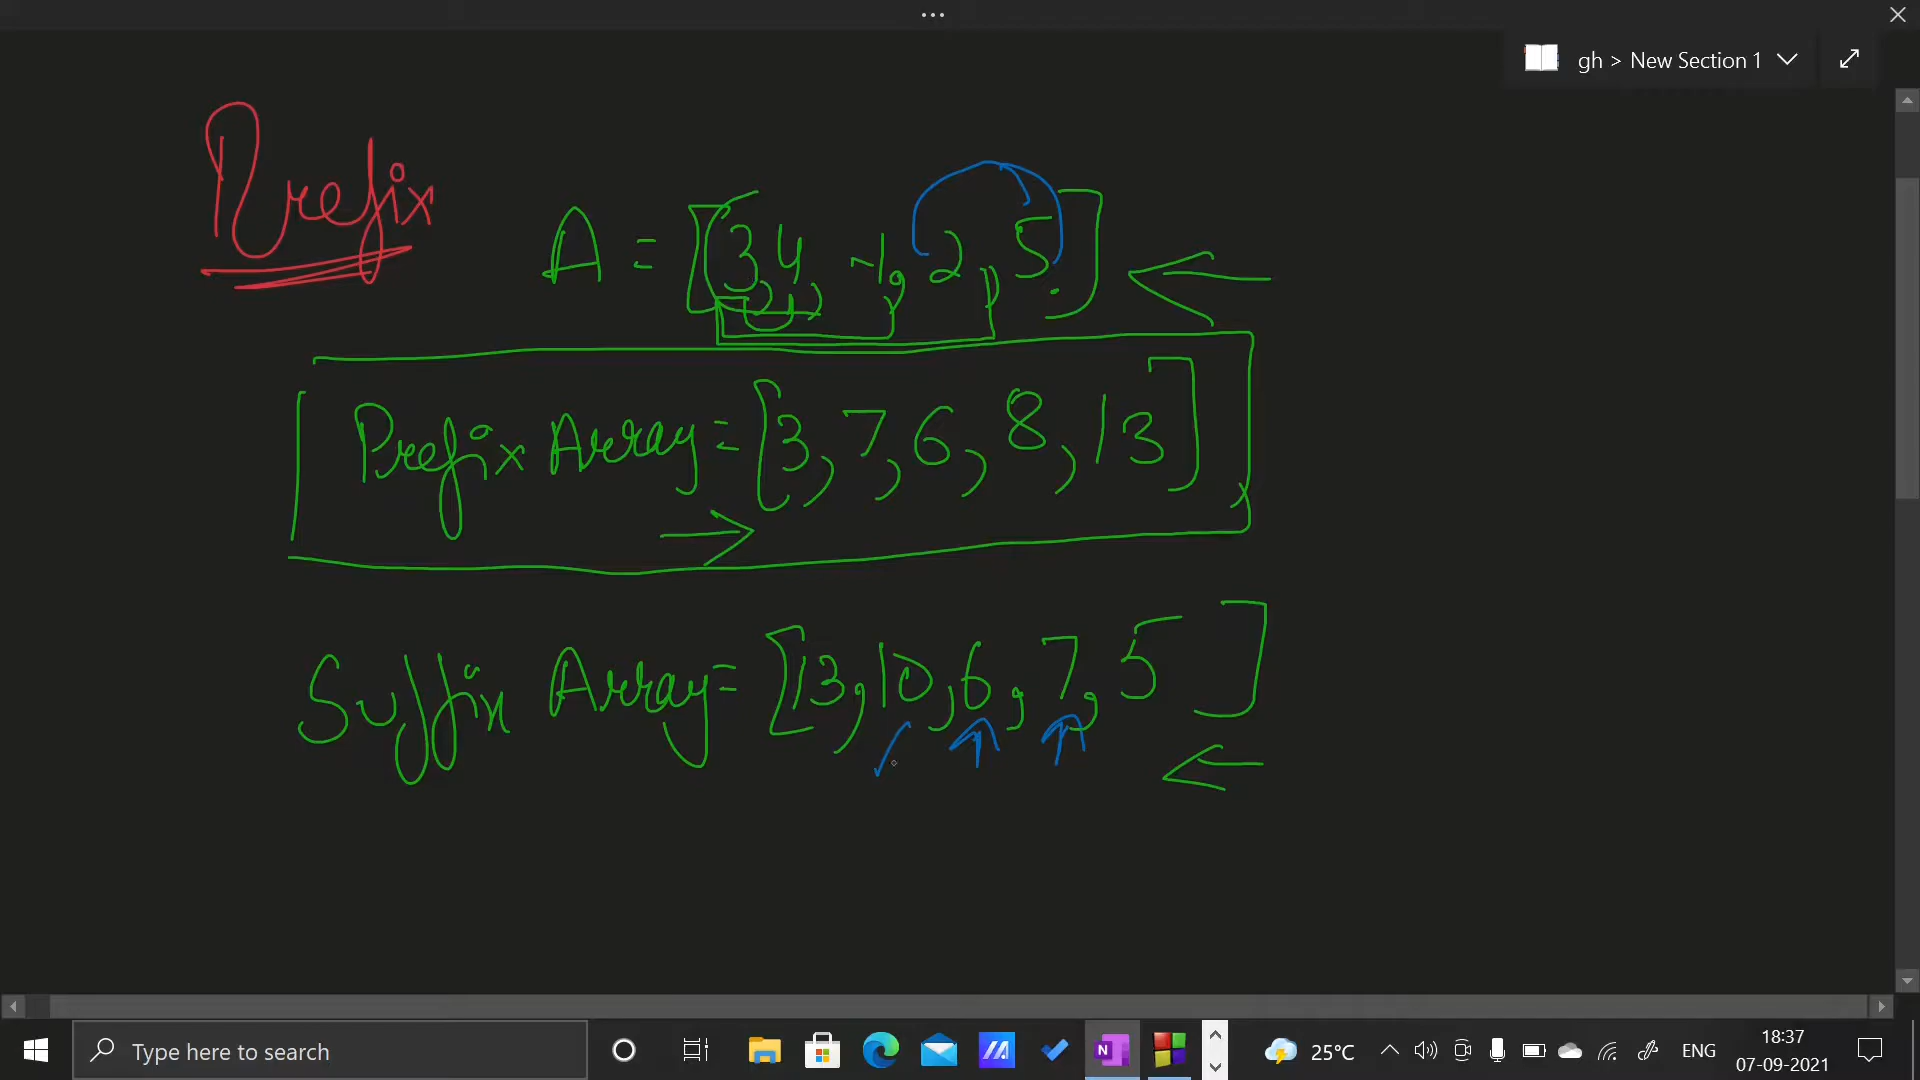 gh > New Section 1
Prefix
A = [3, 4, -1, 2, 5]
Prefix Array = [3, 7, 6, 8, 13]
Suffix Array = [13, 10, 6, 7, 5]
Type here to search
25°C
ENG
18:37
07-09-2021